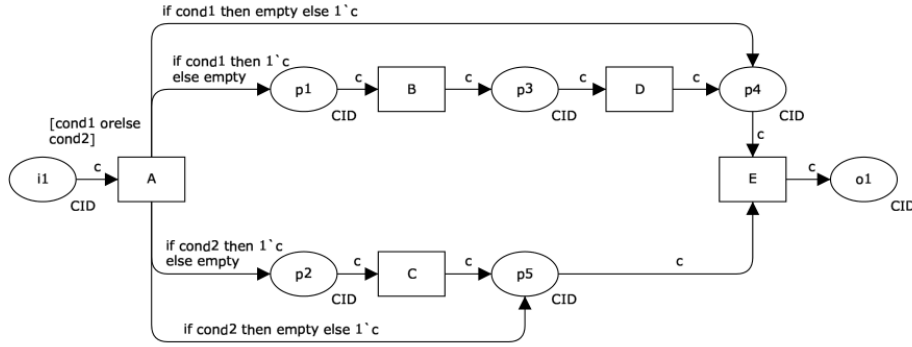 if cond1 then empty else 1`c
if cond1 then 1`c
else empty
p1
c
B
c
p3
c
D
c
p4
CID
CID
CID
[cond1 orelse
cond2]
c
i1
c
A
E
c
o1
CID
CID
if cond2 then 1`c
else empty
p2
c
C
c
p5
c
CID
CID
if cond2 then empty else 1`c